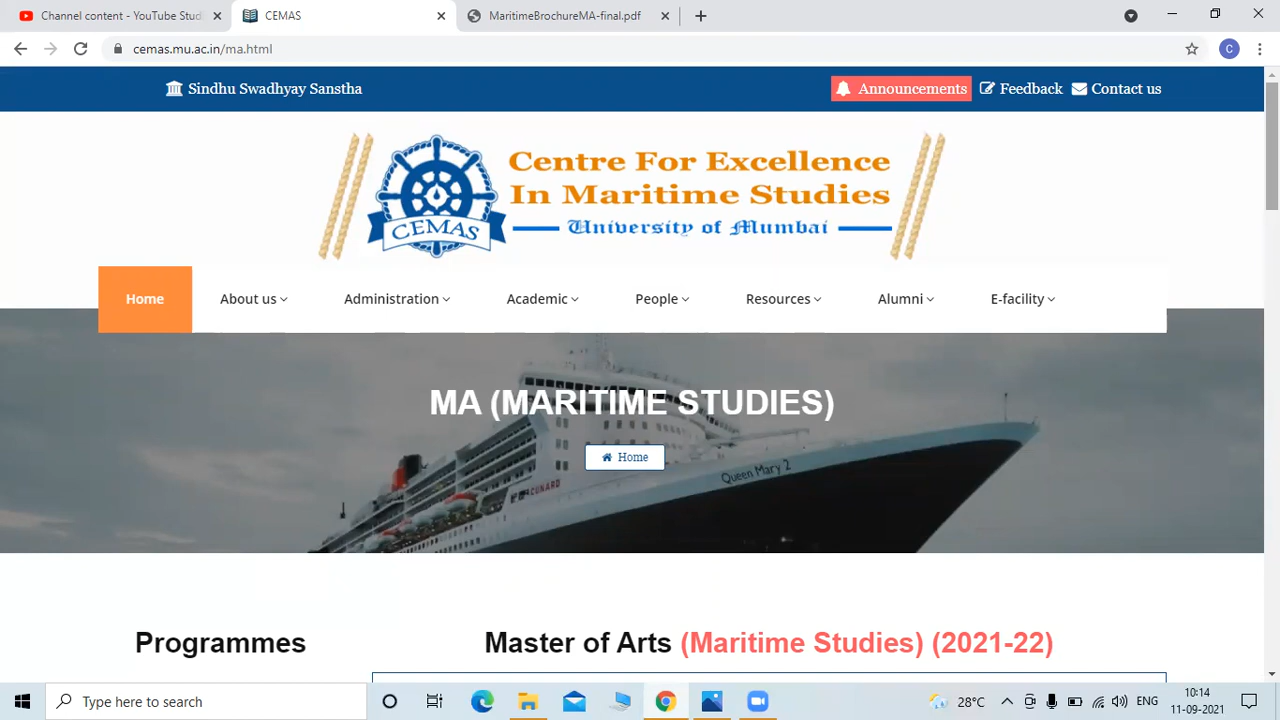 Channel content - YouTube Stud
CEMAS
MaritimeBrochureMA-final.pdf
cemas.mu.ac.in/ma.html
C
Sindhu Swadhyay Sanstha
Announcements
Feedback
Contact us
CEMAS
Centre For Excellence
In Maritime Studies
University of Mumbai
Home
About us
Administration
Academic
People
Resources
Alumni
E-facility
MA (MARITIME STUDIES)
Home
Queen Mary 2
CUNARD
Programmes
Master of Arts (Maritime Studies) (2021-22)
Type here to search
28°C
ENG
10:14
11-09-2021